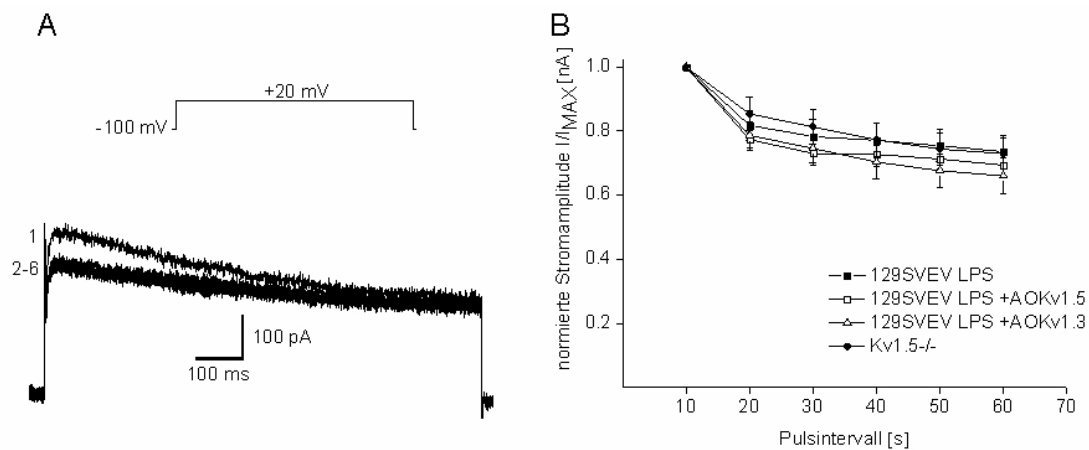 A
+20 mV
-100 mV
1
2-6
100 pA
100 ms
B
normierte Stromamplitude I/IMAX [nA]
1.0
0.8
0.6
0.4
0.2
129SVEV LPS
129SVEV LPS +AOKv1.5
129SVEV LPS +AOKv1.3
Kv1.5-/-
10 20 30 40 50 60 70
Pulsintervall [s]